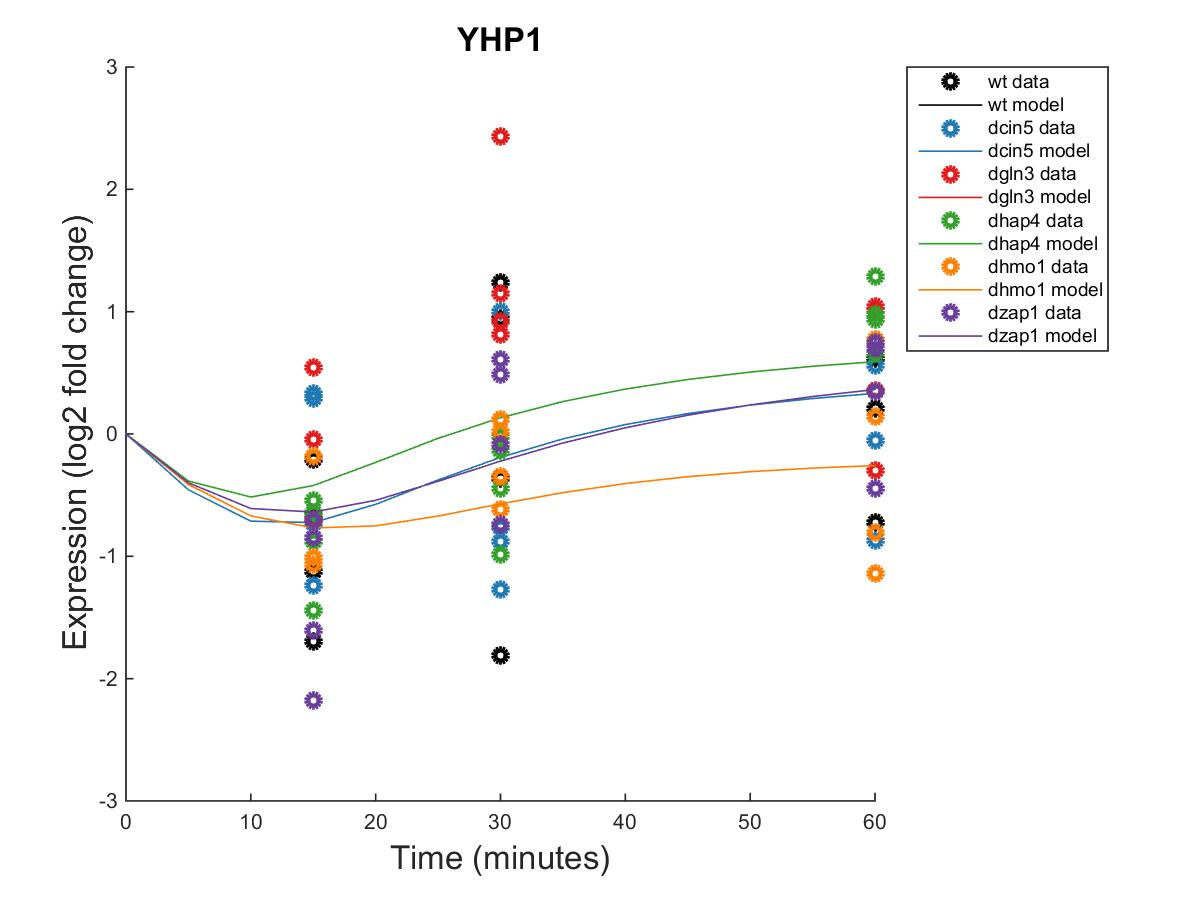 YHP1
3
2
1
0
-1
-2
-3
Expression (log2 fold change)
0
10
20
30
40
50
60
Time (minutes)
wt data
wt model
dcin5 data
dcin5 model
dgln3 data
dgln3 model
dhap4 data
dhap4 model
dhmo1 data
dhmo1 model
dzap1 data
dzap1 model